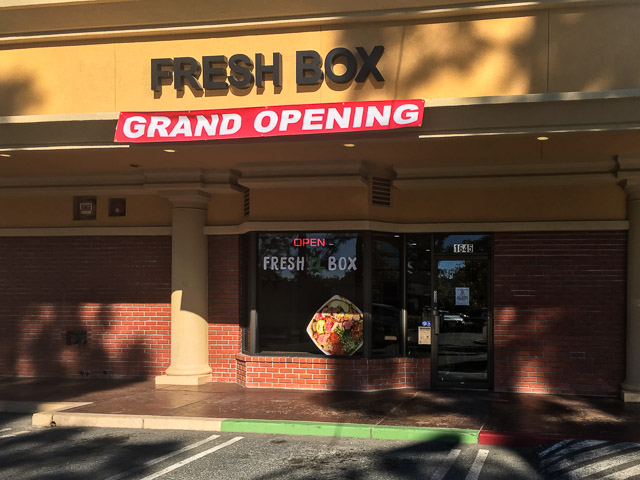 FRESH BOX
GRAND OPENING
OPEN
1645
FRESH BOX